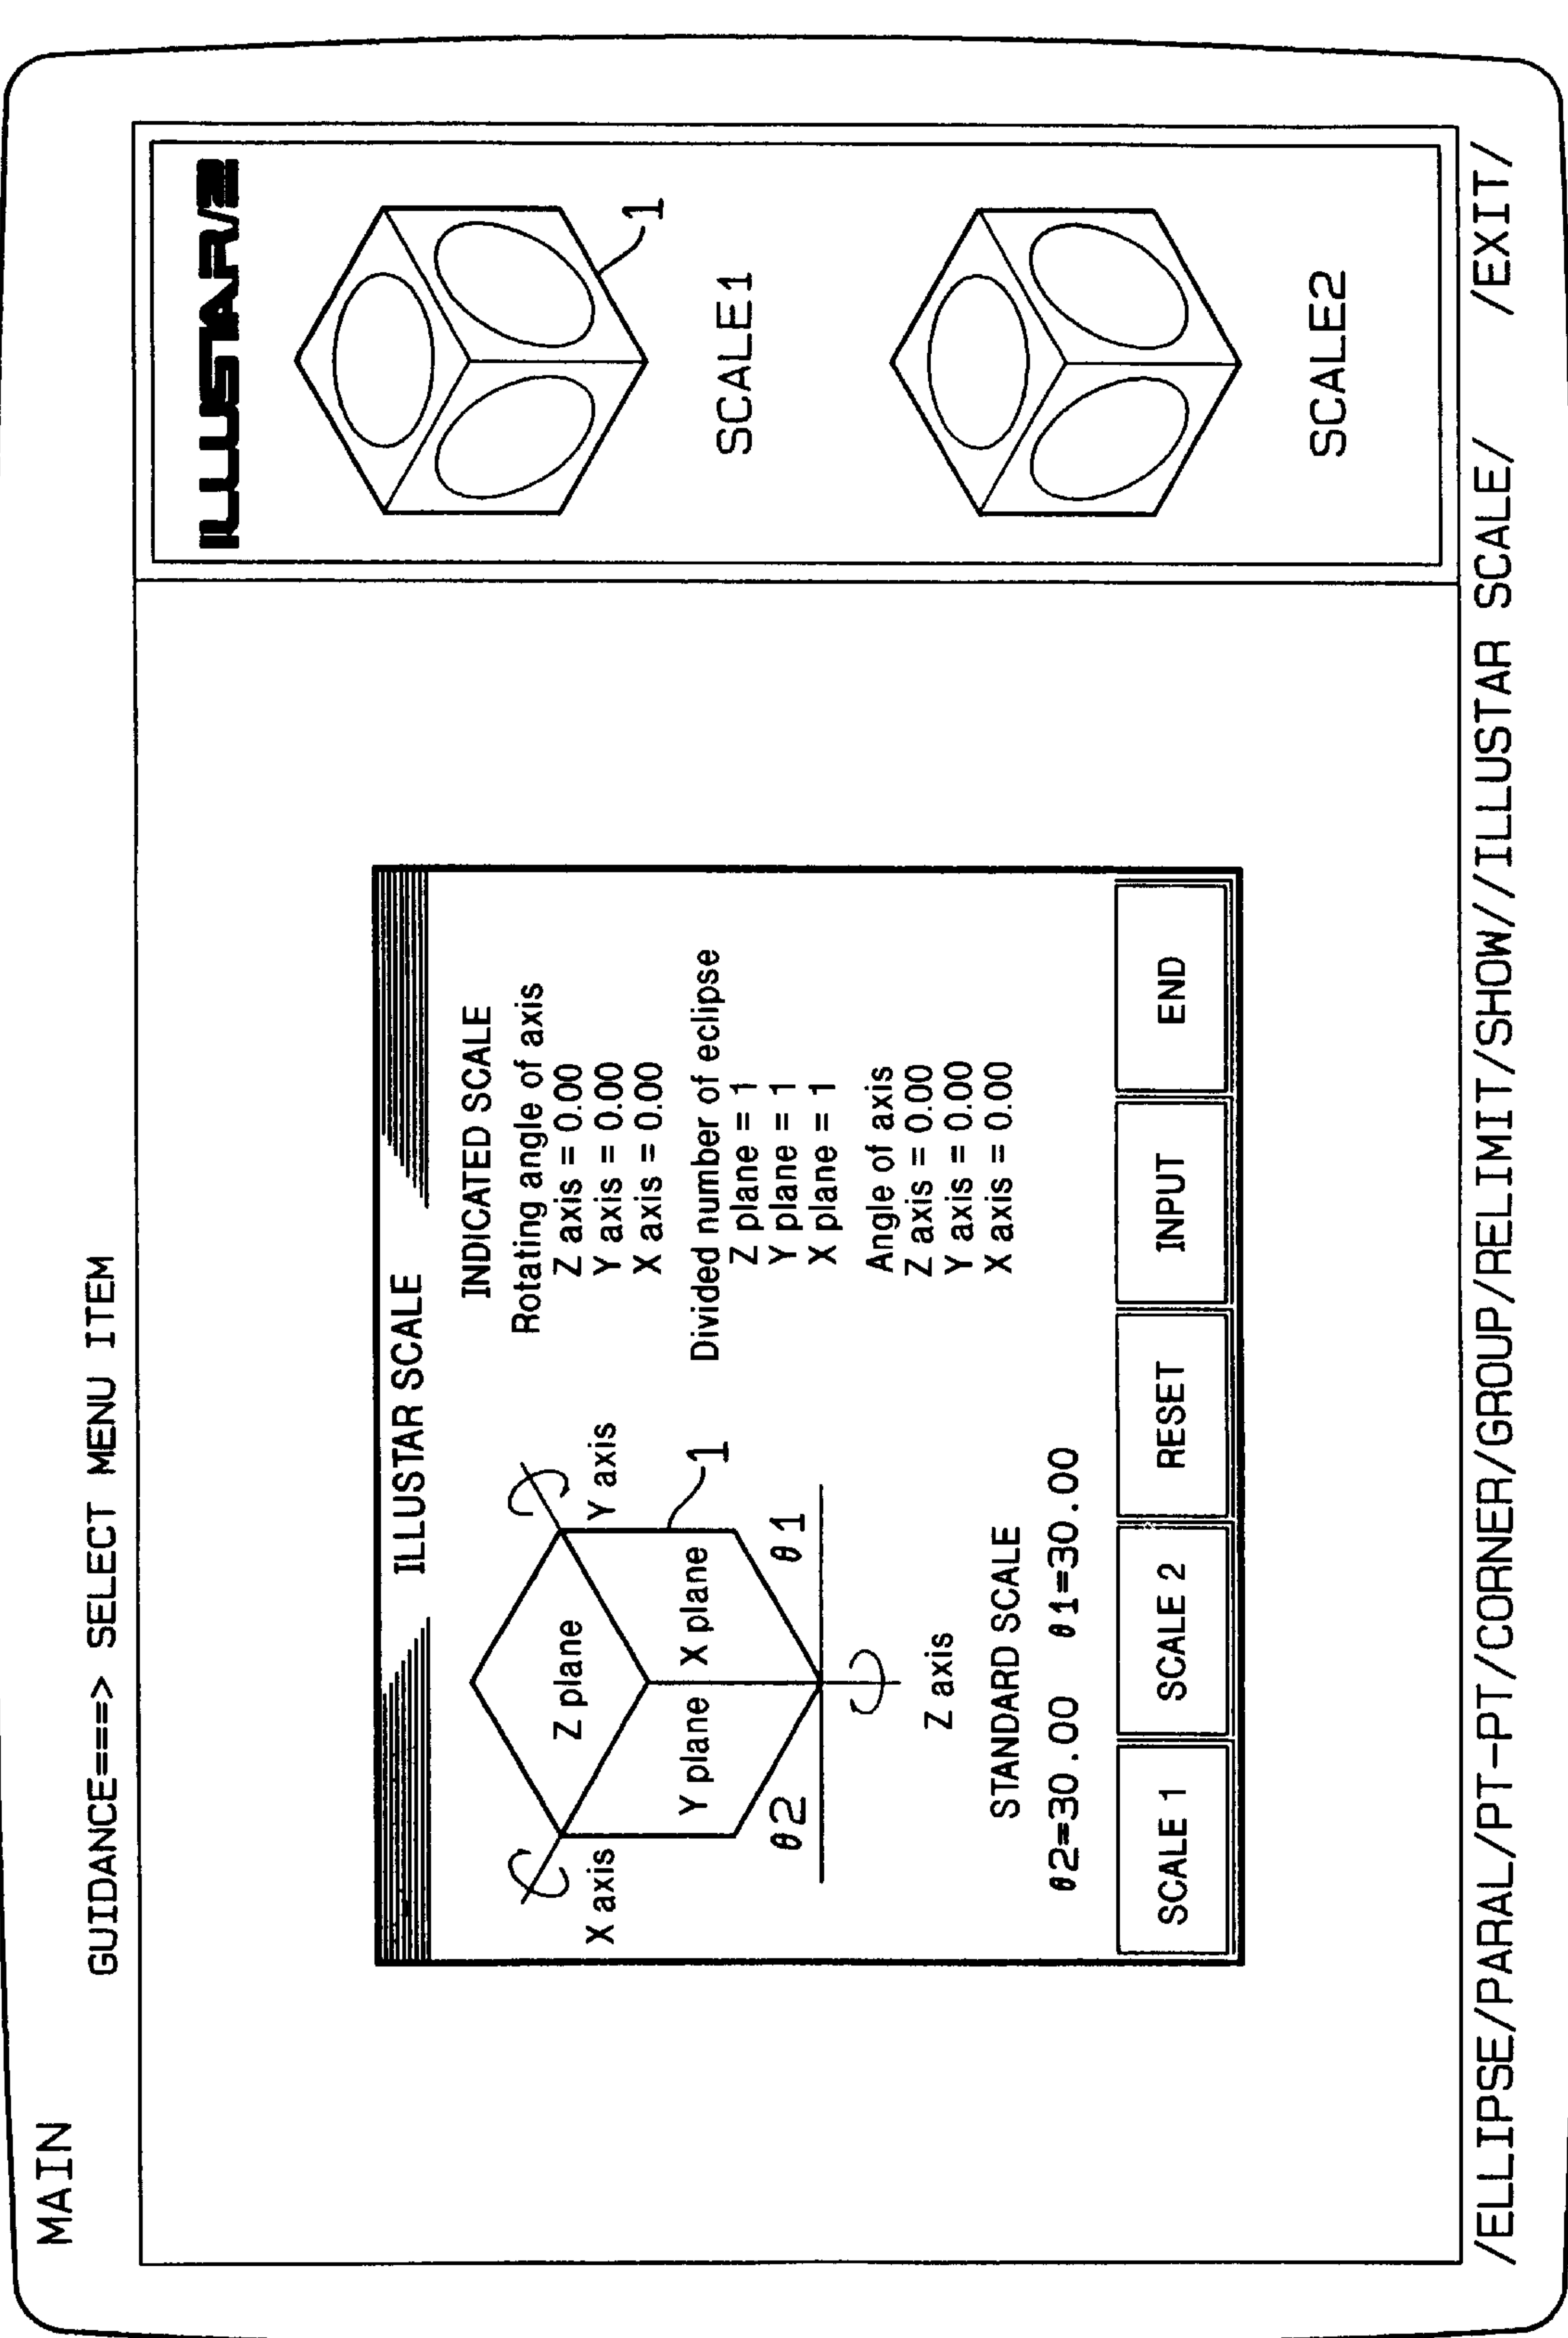 MAIN
GUIDANCE===> SELECT MENU ITEM
ILLUSTAR SCALE
X axis
Y axis
Z plane
Y plane
X plane
1
θ2
θ1
Z axis
STANDARD SCALE
θ2=30.00 θ1=30.00
INDICATED SCALE
Rotating angle of axis
Z axis = 0.00
Y axis = 0.00
X axis = 0.00
Divided number of eclipse
Z plane = 1
Y plane = 1
X plane = 1
Angle of axis
Z axis = 0.00
Y axis = 0.00
X axis = 0.00
SCALE 1
SCALE 2
RESET
INPUT
END
ILLUSTAR/2
1
SCALE1
SCALE2
/ELLIPSE/PARAL/PT-PT/CORNER/GROUP/RELIMIT/SHOW//ILLUSTAR SCALE/ /EXIT/